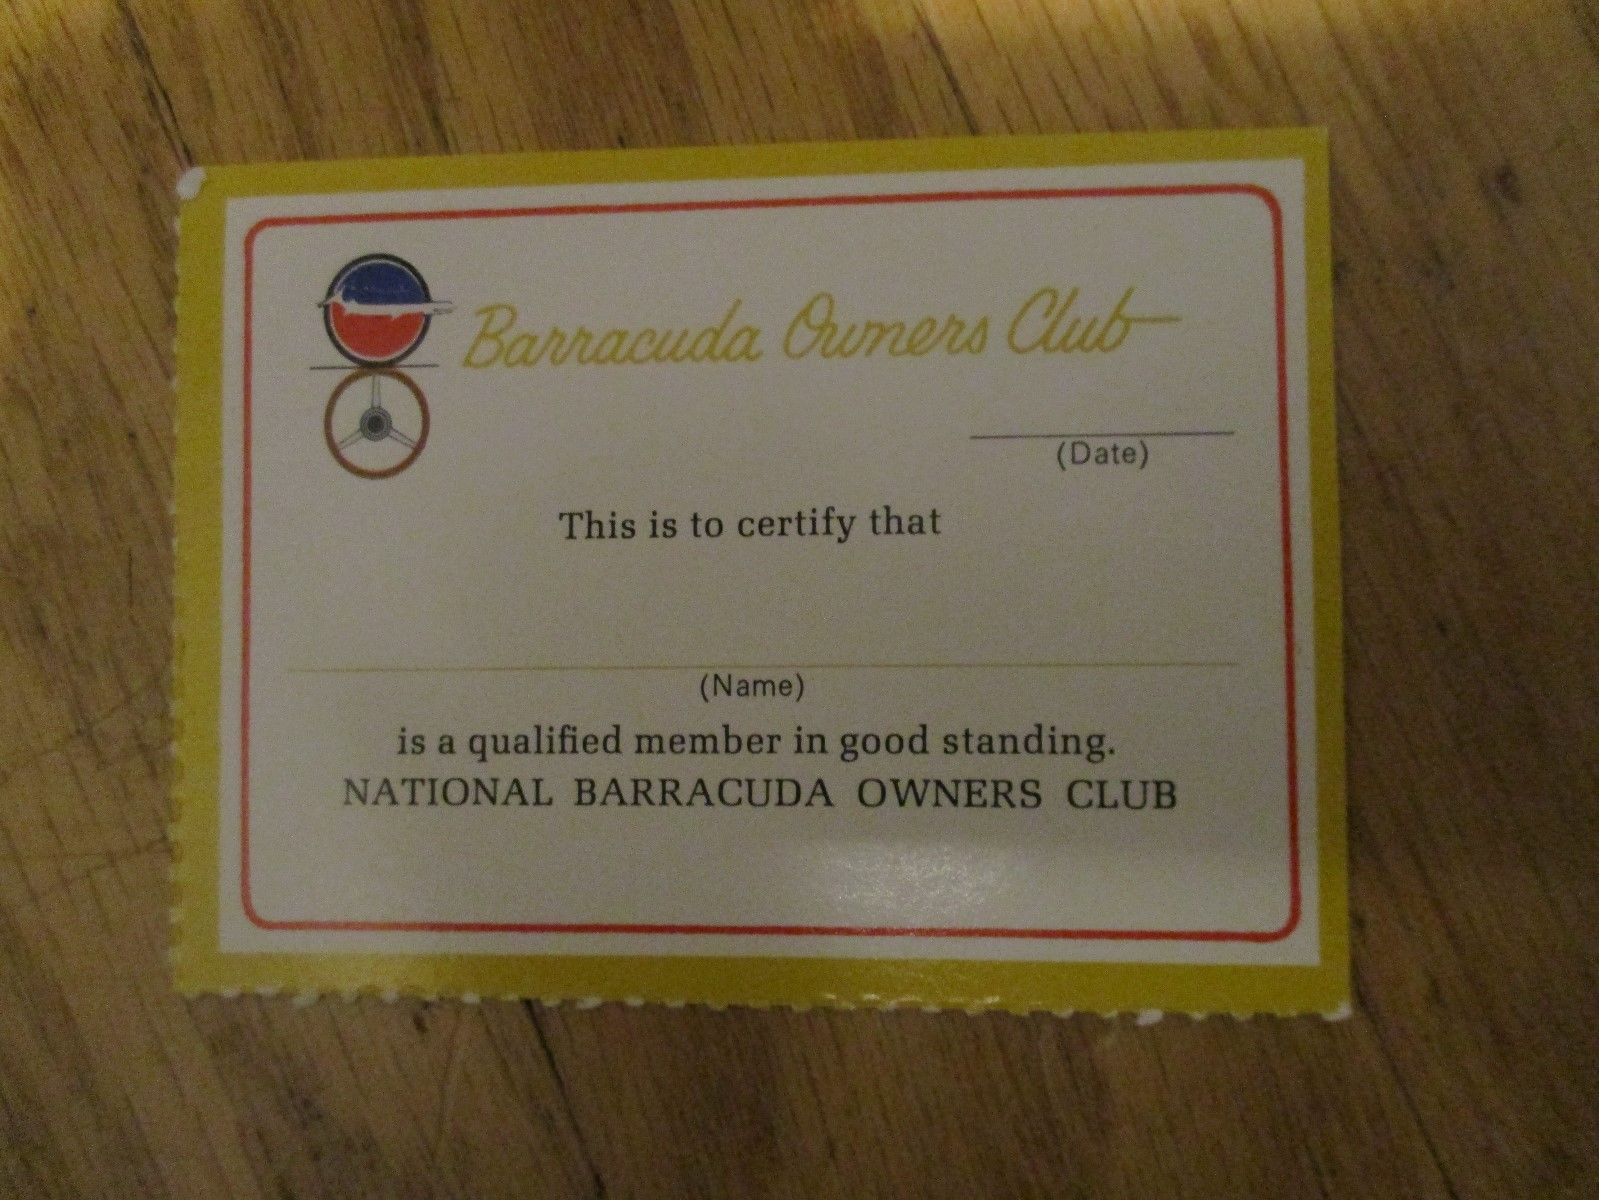 Barracuda Owners Club
(Date)
This is to certify that
(Name)
is a qualified member in good standing.
NATIONAL BARRACUDA OWNERS CLUB